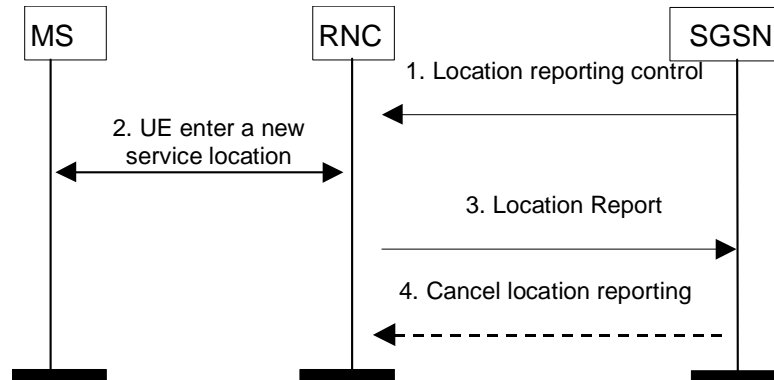 MS
RNC
SGSN
1. Location reporting control
2. UE enter a new
service location
3. Location Report
4. Cancel location reporting